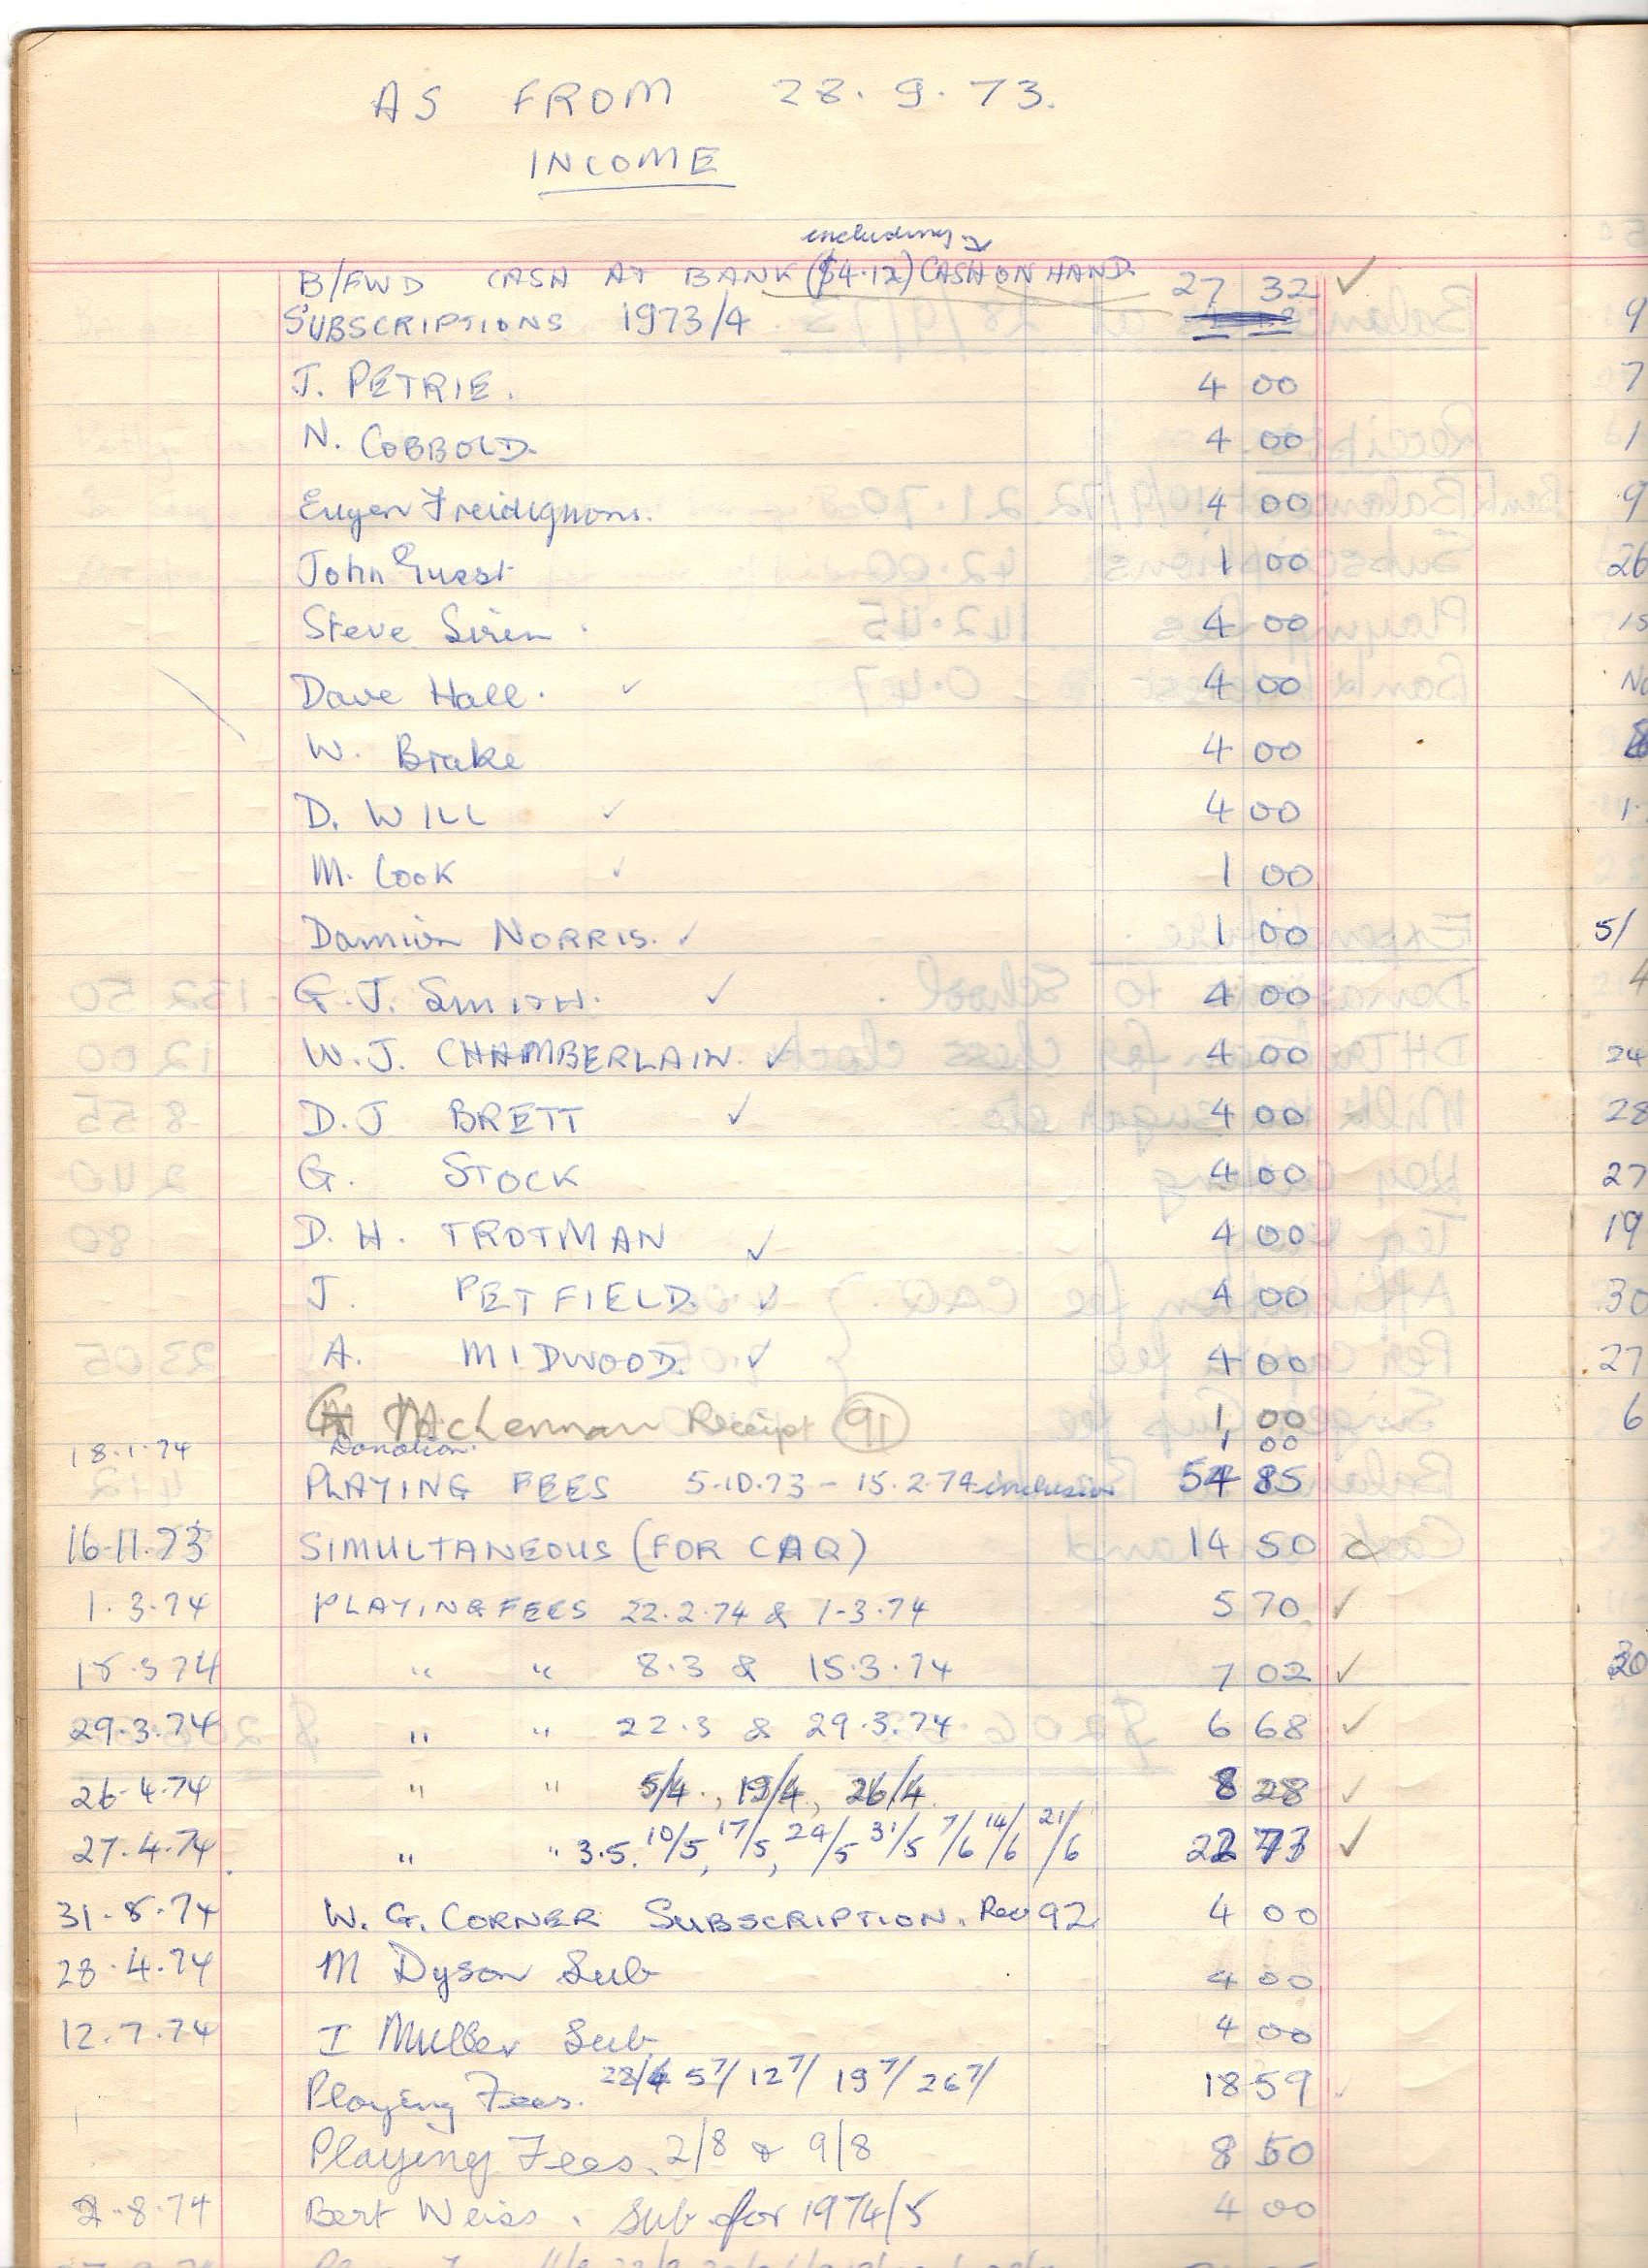 AS FROM 28.9.73.
INCOME
including
B/FWD CASH AT BANK ($4.12) CASH ON HAND 27 32 ✓
SUBSCRIPTIONS 1973/4
J. PETRIE. 4 00
N. COBBOLD. 4 00
Eugen Freidignons. 4 00
John Guest 1 00
Steve Siren 4 00
Dave Hall. ✓ 4 00
W. Brake 4 00
D. WILL ✓ 4 00
M. Cook ✓ 1 00
Damien NORRIS. ✓ 1 00
G.J. SMITH. ✓ 4 00
W.J. CHAMBERLAIN. ✓ 4 00
D.J BRETT ✓ 4 00
G. STOCK 4 00
D.H. TROTMAN ✓ 4 00
J. PETFIELD. ✓ 4 00
A. MIDWOOD. ✓ 4 00
McLennan Receipt 91 1 00
18.1.74 Donation. 1 00
PLAYING FEES 5.10.73 - 15.2.74 inclusive 54 85
16.11.73 SIMULTANEOUS (FOR CAQ) 14 50
1.3.74 PLAYING FEES 22.2.74 & 1-3.74 5 70 ✓
15.3 74 " " 8.3 & 15.3.74 7 02 ✓
29.3.74 " " 22.3 & 29.3.74 6 68 ✓
26.4.74 " " 5/4., 19/4, 26/4. 8 28 ✓
27.4.74. " " 3.5. 10/5, 17/5, 24/5 31/5 7/6 14/6 21/6 22 73 ✓
31.5.74 W. G. CORNER SUBSCRIPTION. Rec 92 4 00
28.4.74 M Dyson Sub 4 00
12.7.74 I Muller Sub. 4 00
Playing Fees. 5 7/ 12 7/ 19 7/ 26 7/ 18 59
Playing Fees. 2/8 & 9/8 8 50
2.8.74 Bert Weiss. Sub for 1974/5 4 00